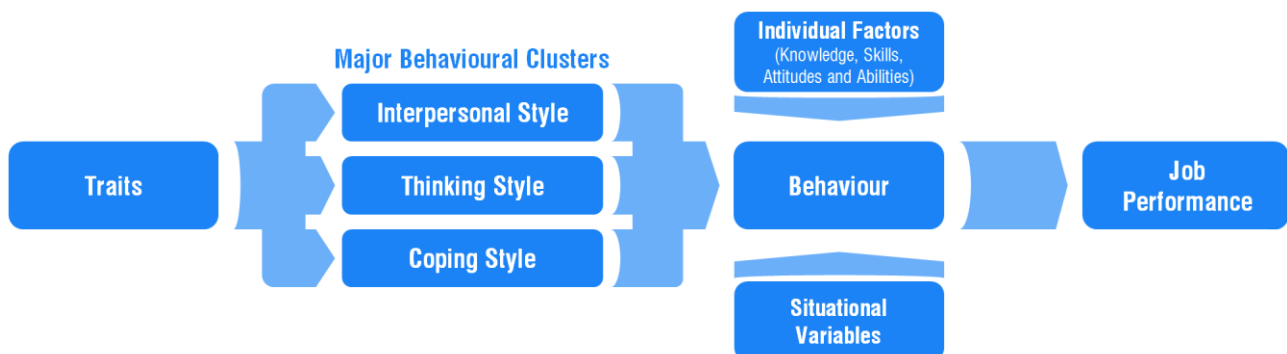 Traits
Major Behavioural Clusters
Interpersonal Style
Thinking Style
Coping Style
Individual Factors
(Knowledge, Skills,
Attitudes and Abilities)
Behaviour
Situational
Variables
Job
Performance